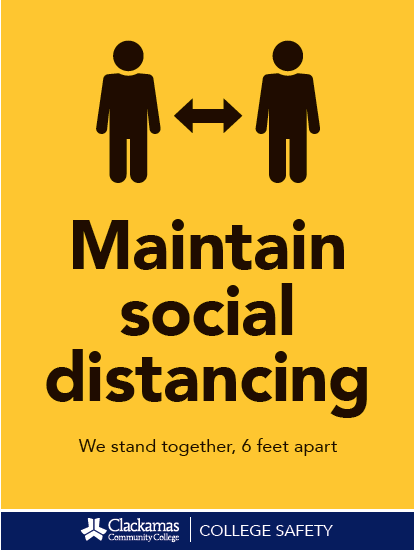 Maintain
social
distancing
We stand together, 6 feet apart
Clackamas
Community College
COLLEGE SAFETY